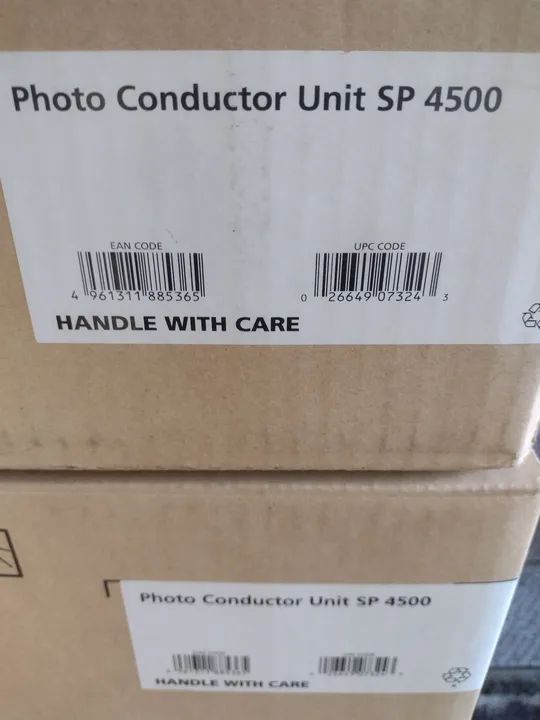 Photo Conductor Unit SP 4500
EAN CODE
UPC CODE
4 961311 885365
0 26649 07324 3
HANDLE WITH CARE
Photo Conductor Unit SP 4500
HANDLE WITH CARE